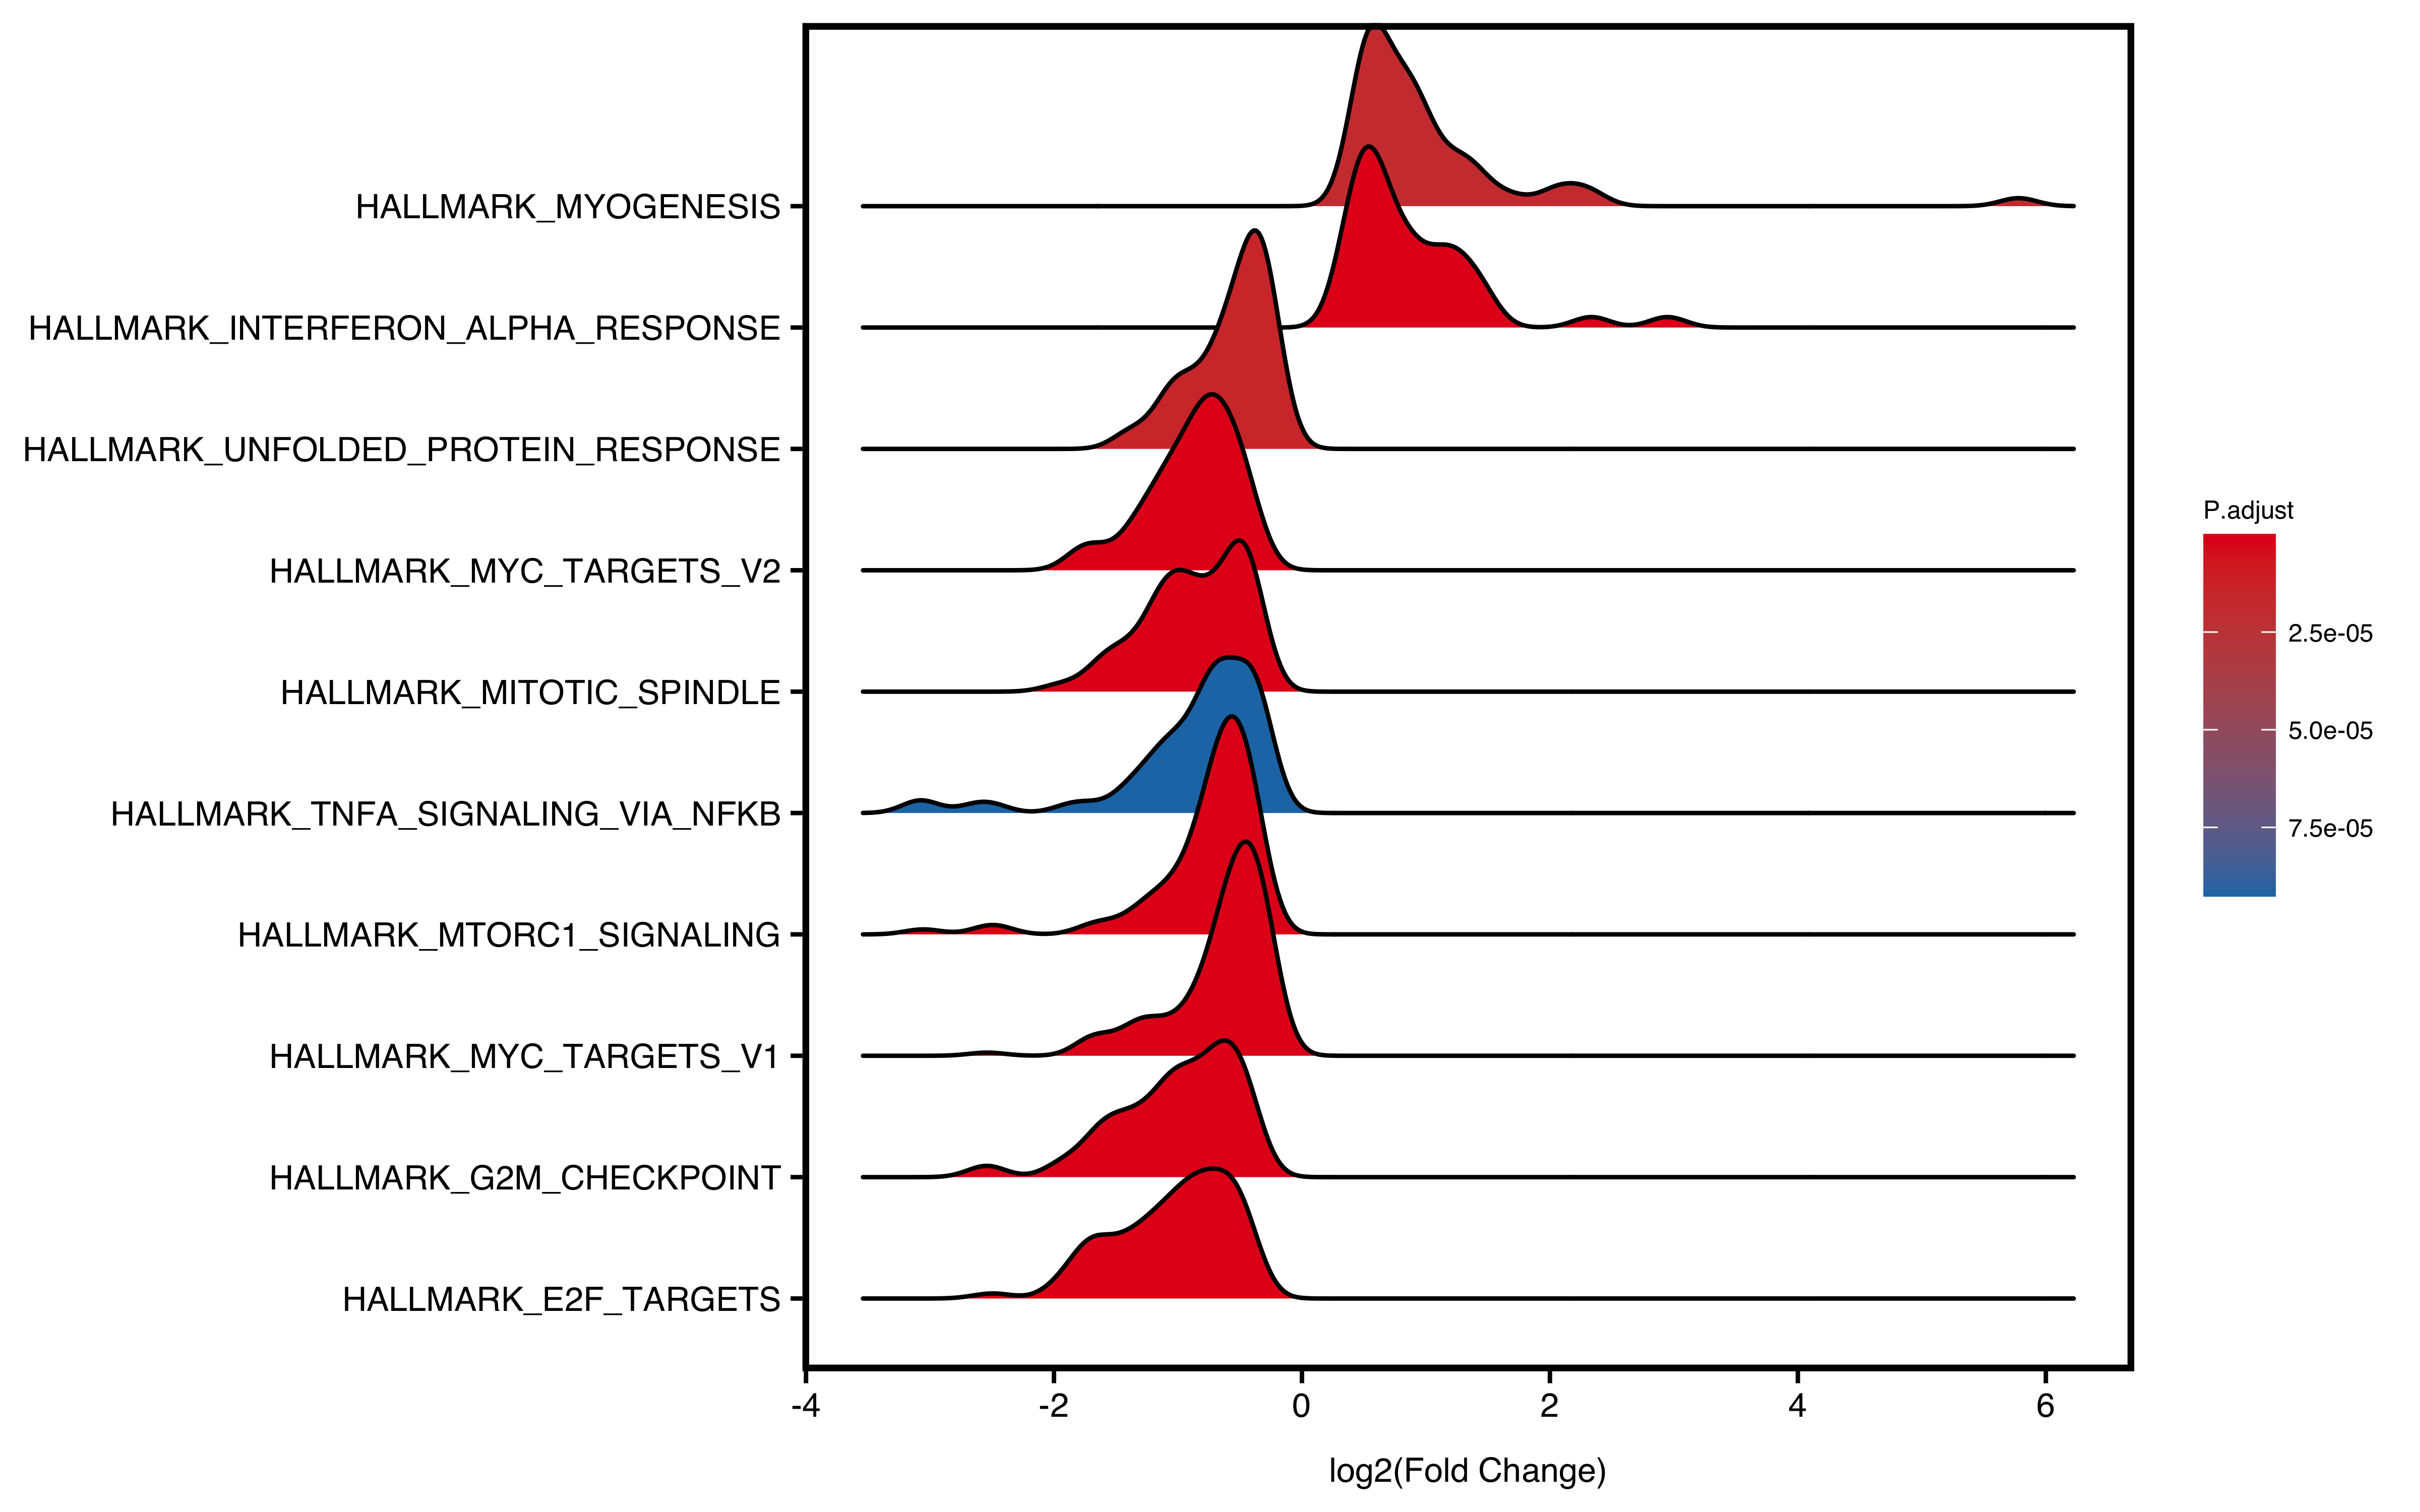 HALLMARK_MYOGENESIS
HALLMARK_INTERFERON_ALPHA_RESPONSE
HALLMARK_UNFOLDED_PROTEIN_RESPONSE
HALLMARK_MYC_TARGETS_V2
HALLMARK_MITOTIC_SPINDLE
HALLMARK_TNFA_SIGNALING_VIA_NFKB
HALLMARK_MTORC1_SIGNALING
HALLMARK_MYC_TARGETS_V1
HALLMARK_G2M_CHECKPOINT
HALLMARK_E2F_TARGETS
-4 -2 0 2 4 6
log2(Fold Change)
P.adjust
2.5e-05
5.0e-05
7.5e-05